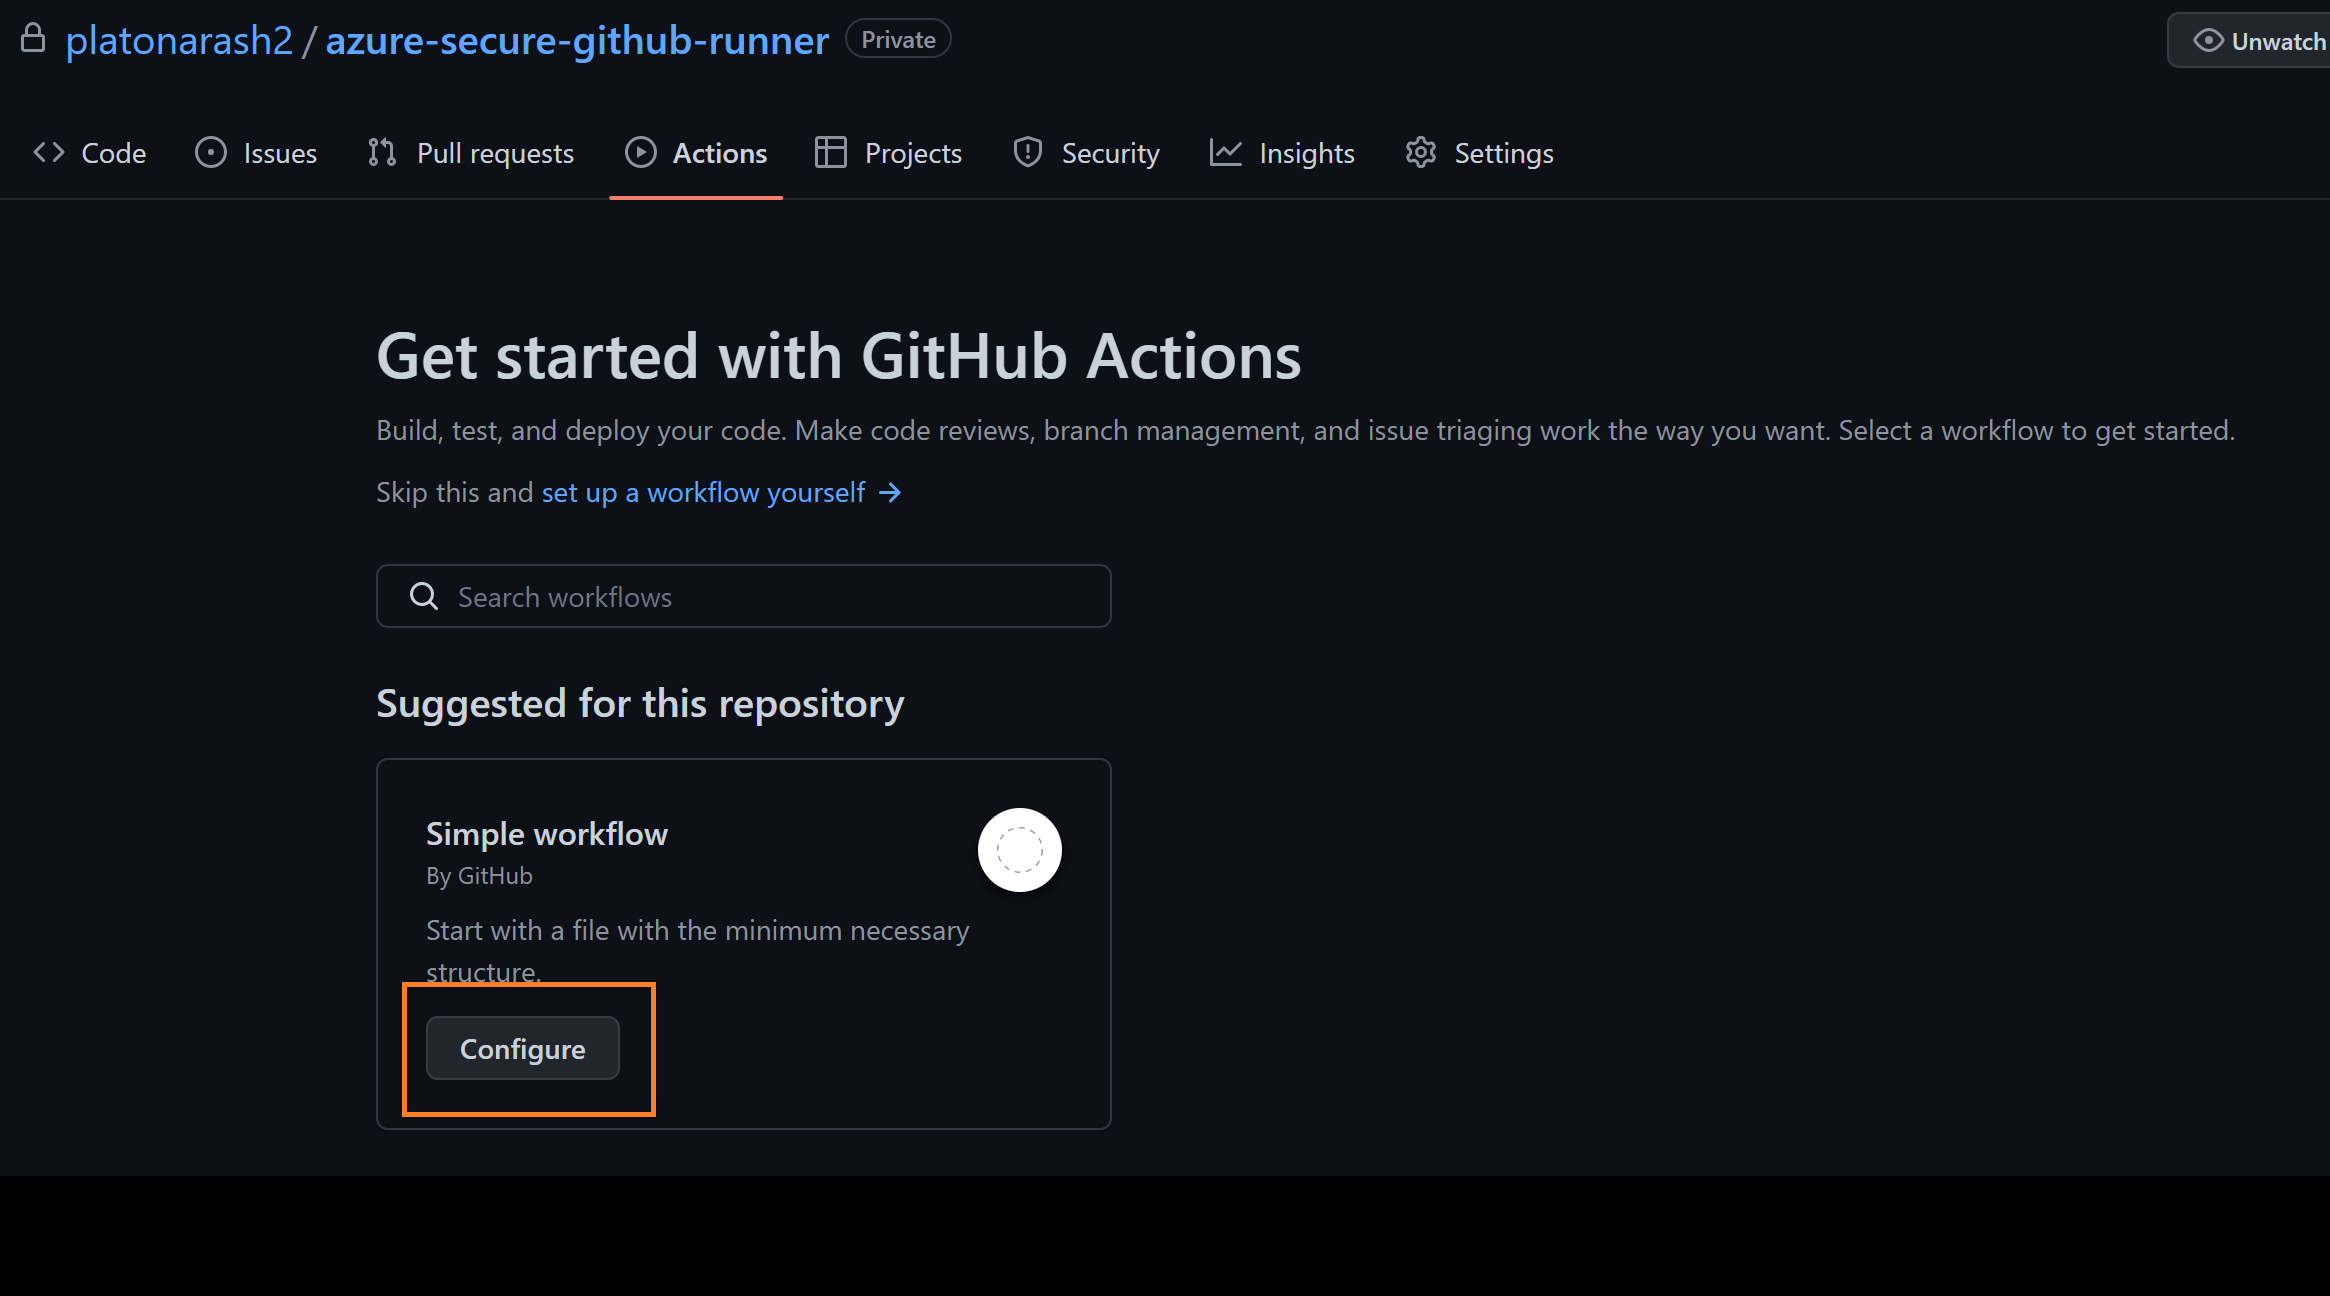 platonarash2 / azure-secure-github-runner Private Unwatch
Code Issues Pull requests Actions Projects Security Insights Settings
Get started with GitHub Actions
Build, test, and deploy your code. Make code reviews, branch management, and issue triaging work the way you want. Select a workflow to get started.
Skip this and set up a workflow yourself →
Search workflows
Suggested for this repository
Simple workflow
By GitHub
Start with a file with the minimum necessary
structure.
Configure